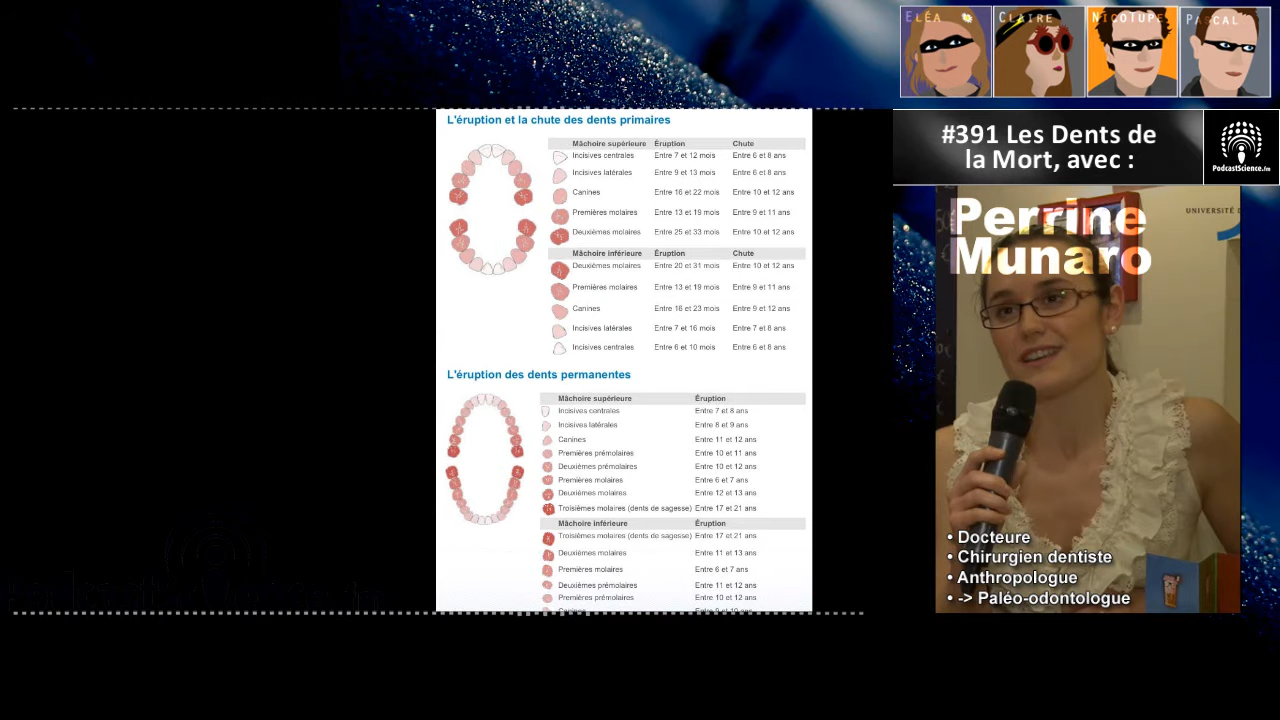 ELÉA
CLAIRE
NICOTUPE
PASCAL
L'éruption et la chute des dents primaires
Mâchoire supérieure Éruption Chute
Incisives centrales Entre 7 et 12 mois Entre 6 et 8 ans
Incisives latérales Entre 9 et 13 mois Entre 6 et 8 ans
Canines Entre 16 et 22 mois Entre 10 et 12 ans
Premières molaires Entre 13 et 19 mois Entre 9 et 11 ans
Deuxièmes molaires Entre 25 et 33 mois Entre 10 et 12 ans
Mâchoire inférieure Éruption Chute
Deuxièmes molaires Entre 20 et 31 mois Entre 10 et 12 ans
Premières molaires Entre 13 et 19 mois Entre 9 et 11 ans
Canines Entre 16 et 23 mois Entre 9 et 12 ans
Incisives latérales Entre 7 et 16 mois Entre 7 et 8 ans
Incisives centrales Entre 6 et 10 mois Entre 6 et 8 ans
L'éruption des dents permanentes
Mâchoire supérieure Éruption
Incisives centrales Entre 7 et 8 ans
Incisives latérales Entre 8 et 9 ans
Canines Entre 11 et 12 ans
Premières prémolaires Entre 10 et 11 ans
Deuxièmes prémolaires Entre 10 et 12 ans
Premières molaires Entre 6 et 7 ans
Deuxièmes molaires Entre 12 et 13 ans
Troisièmes molaires (dents de sagesse) Entre 17 et 21 ans
Mâchoire inférieure Éruption
Troisièmes molaires (dents de sagesse) Entre 17 et 21 ans
Deuxièmes molaires Entre 11 et 13 ans
Premières molaires Entre 6 et 7 ans
Deuxièmes prémolaires Entre 11 et 12 ans
Premières prémolaires Entre 10 et 12 ans
Canines Entre 9 et 10 ans
#391 Les Dents de
la Mort, avec :
PodcastScience.fm
Perrine
Munaro
UNIVERSITÉ
• Docteure
• Chirurgien dentiste
• Anthropologue
• -> Paléo-odontologue